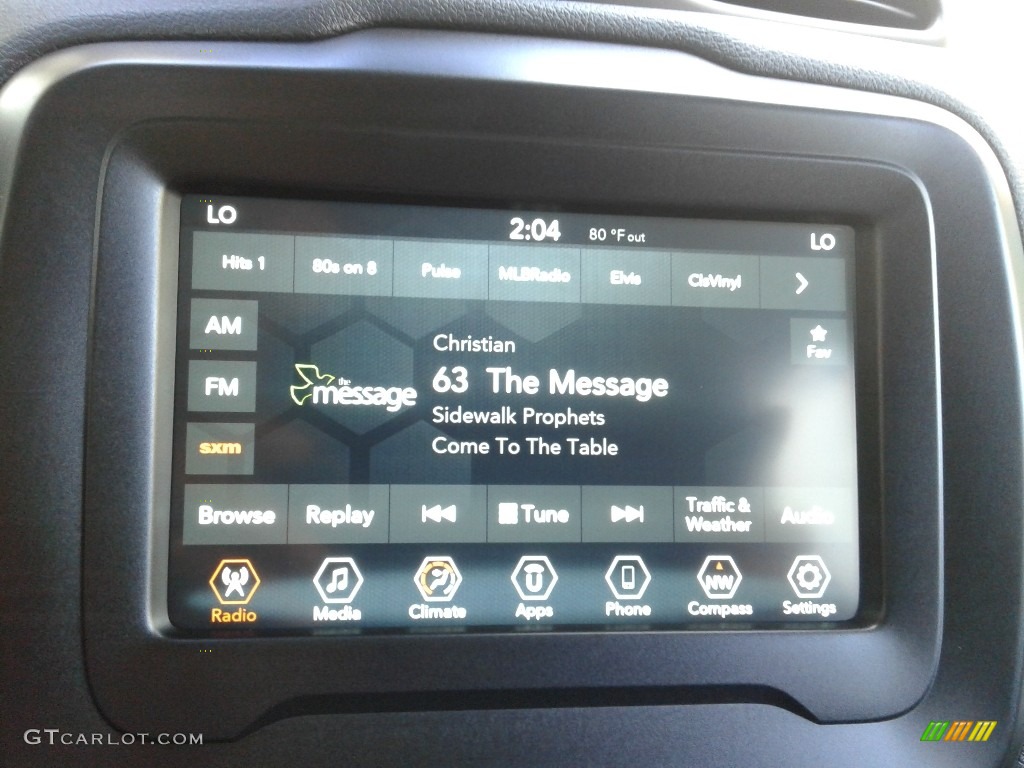 LO 2:04 80 °F out LO
Hits 1 80s on 8 Pulse MLBRadio Elvis ClsVinyl
AM
Fav
Christian
63 The Message
the message
FM
Sidewalk Prophets
sxm
Come To The Table
Browse Replay Tune Traffic & Weather Audio
NW
Radio Media Climate Apps Phone Compass Settings
GTCARLOT.COM